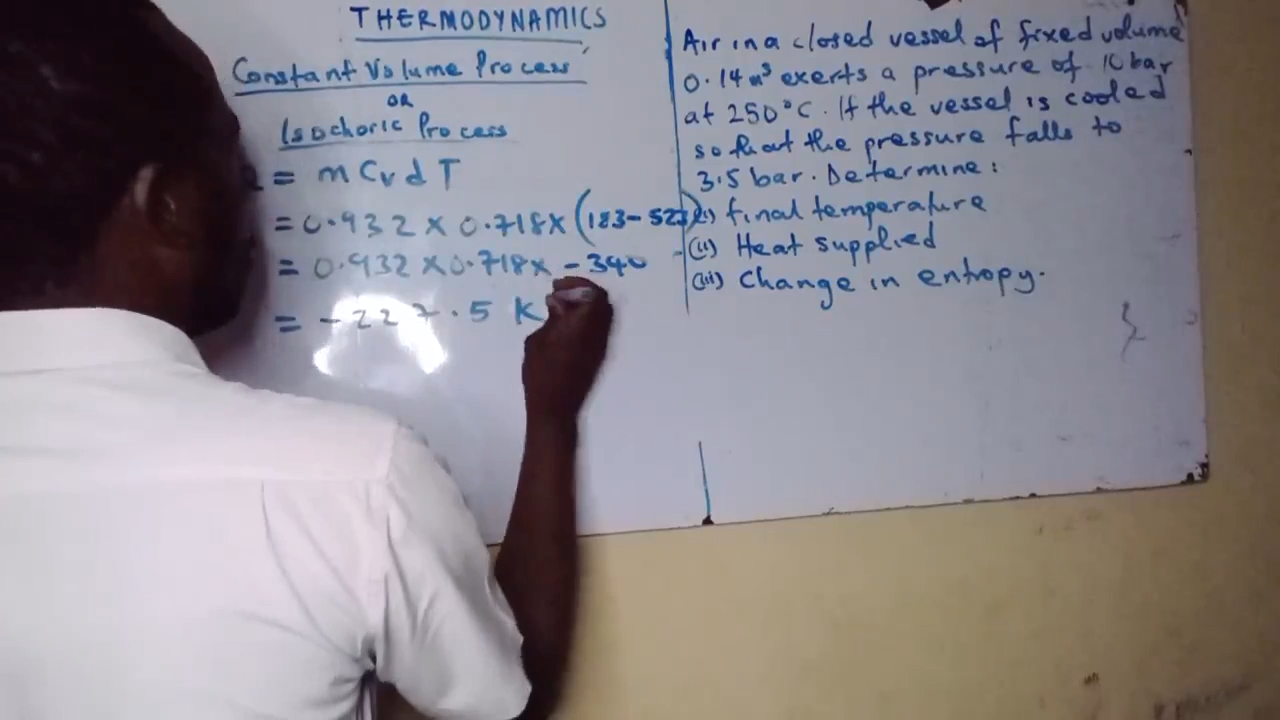 THERMODYNAMICS
Constant Volume Process
OR
Isochoric Process
= m Cv d T
= 0.932 x 0.718 x (183 - 523)
= 0.932 x 0.718 x - 340
= - 227.5 K
Air in a closed vessel of fixed volume
0.14 m³ exerts a pressure of 10 bar
at 250°C. If the vessel is cooled
so that the pressure falls to
3.5 bar. Determine:
(i) final temperature
(ii) Heat supplied
(iii) Change in entropy.